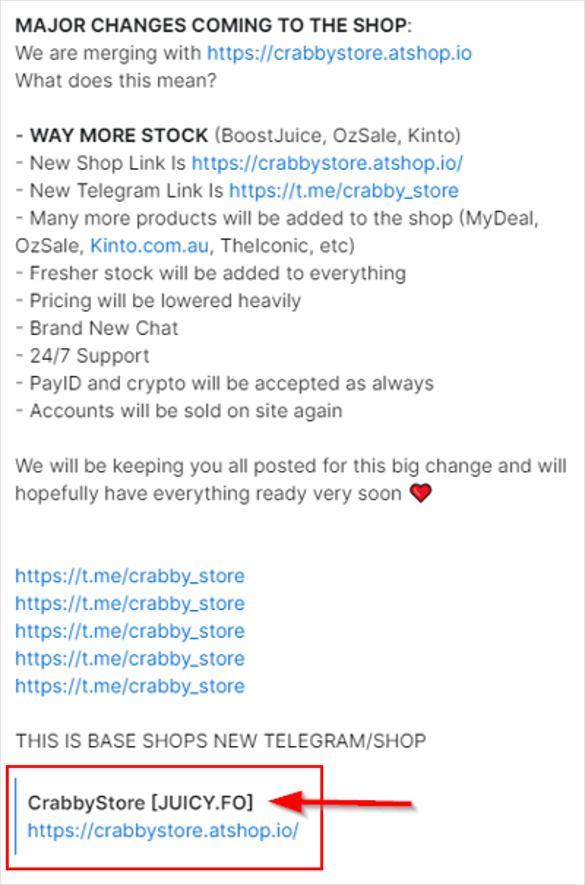 MAJOR CHANGES COMING TO THE SHOP:
We are merging with https://crabbystore.atshop.io
What does this mean?
- WAY MORE STOCK (BoostJuice, OzSale, Kinto)
- New Shop Link Is https://crabbystore.atshop.io/
- New Telegram Link Is https://t.me/crabby_store
- Many more products will be added to the shop (MyDeal,
OzSale, Kinto.com.au, TheIconic, etc)
- Fresher stock will be added to everything
- Pricing will be lowered heavily
- Brand New Chat
- 24/7 Support
- PayID and crypto will be accepted as always
- Accounts will be sold on site again
We will be keeping you all posted for this big change and will
hopefully have everything ready very soon ❤️
https://t.me/crabby_store
https://t.me/crabby_store
https://t.me/crabby_store
https://t.me/crabby_store
https://t.me/crabby_store
THIS IS BASE SHOPS NEW TELEGRAM/SHOP
CrabbyStore [JUICY.FO]
https://crabbystore.atshop.io/